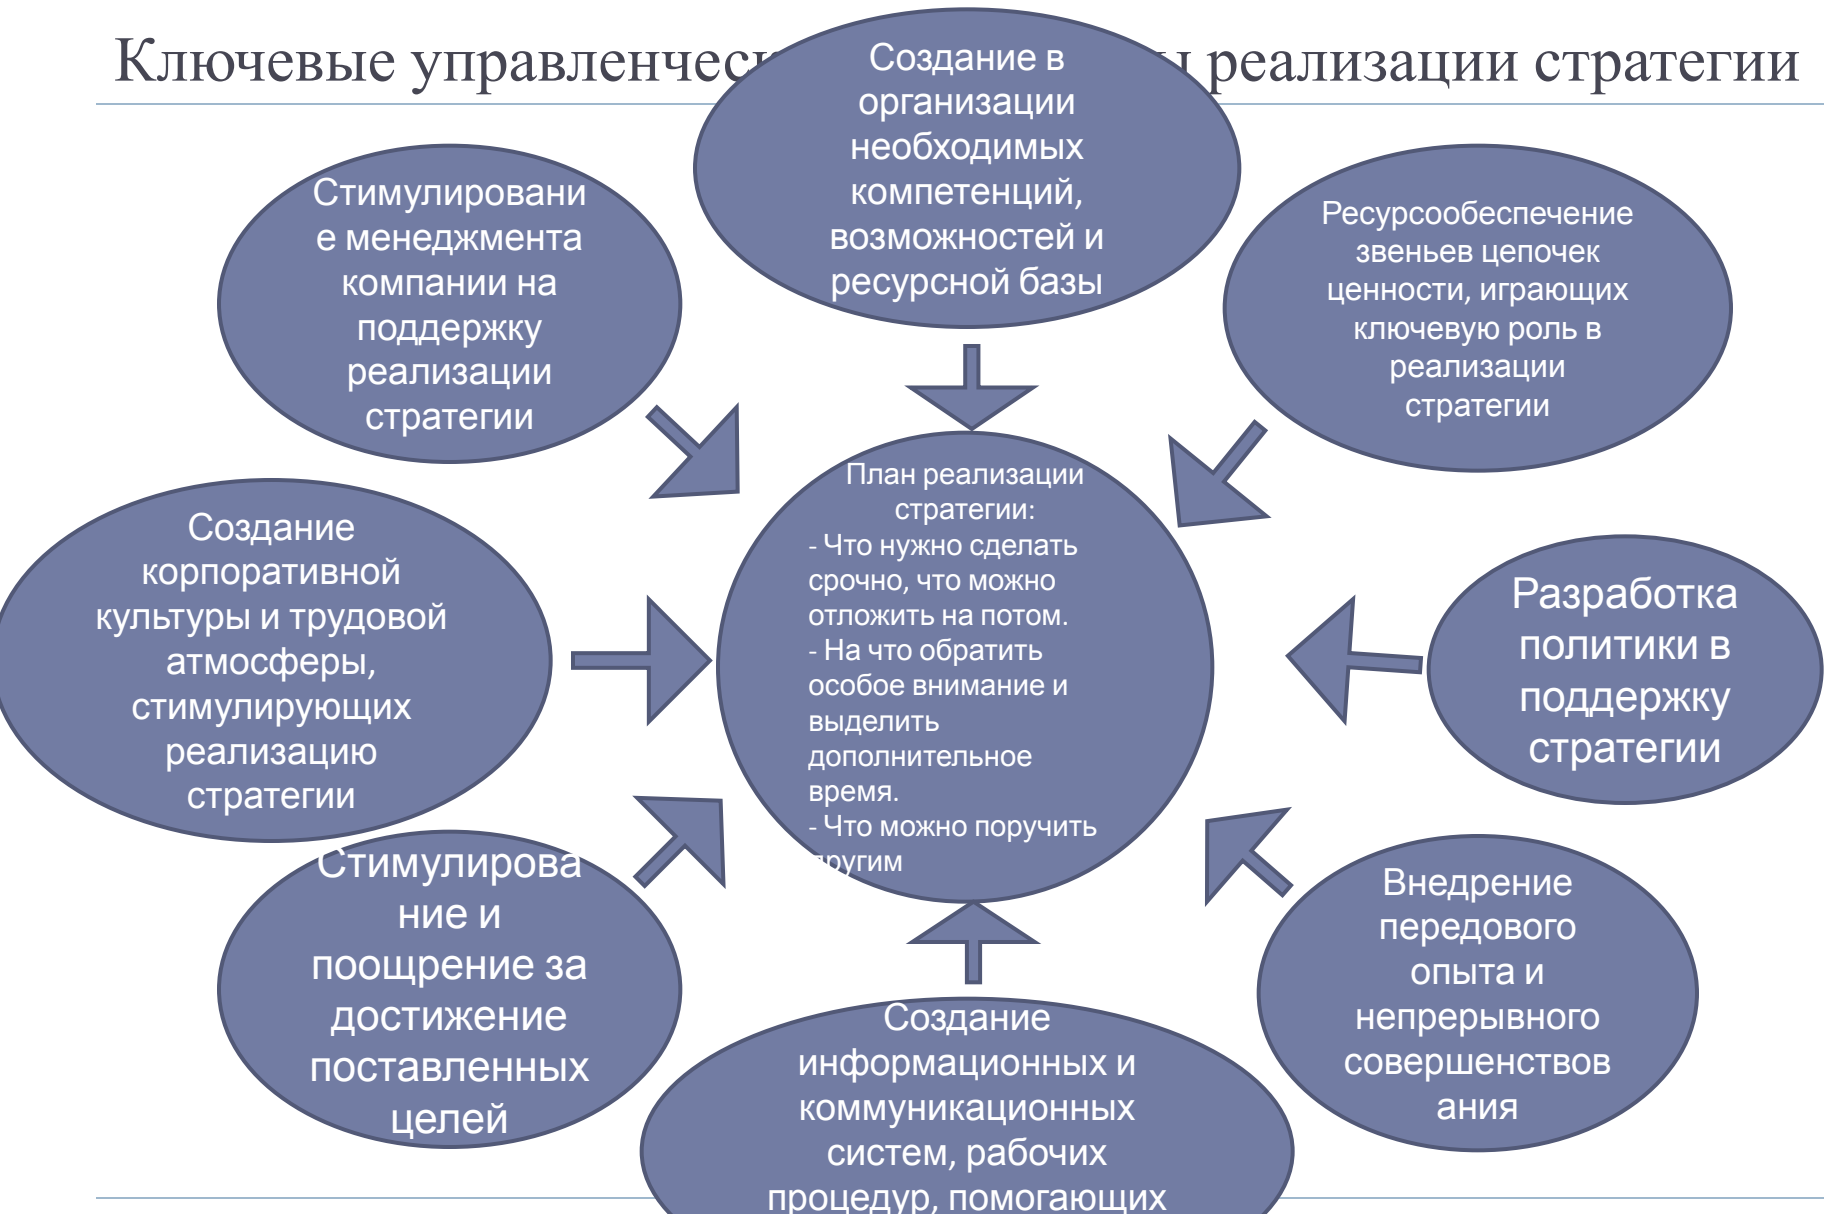 Ключевые реализации стратегии
Создание в
организации
необходимых
компетенций,
возможностей и
ресурсной базы
Стимулировани
е менеджмента
компании на
поддержку
реализации
стратегии
Ресурсообеспечение
звеньев цепочек
ценности, играющих
ключевую роль в
реализации
стратегии
План реализации
стратегии:
- Что нужно сделать
срочно, что можно
отложить на потом.
- На что обратить
особое внимание и
выделить
дополнительное
время.
- Что можно поручить
другим
Создание
корпоративной
культуры и трудовой
атмосферы,
стимулирующих
реализацию
стратегии
Разработка
политики в
поддержку
стратегии
Стимулирова
ние и
поощрение за
достижение
поставленных
целей
Внедрение
передового
опыта и
непрерывного
совершенствов
ания
Создание
информационных и
коммуникационных
систем, рабочих
процедур, помогающих